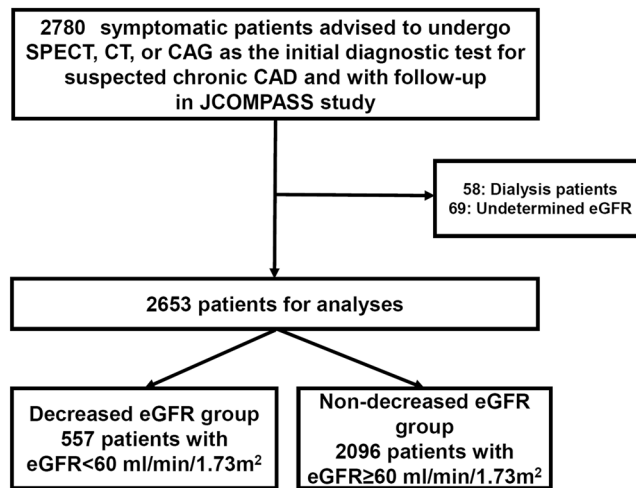 2780 symptomatic patients advised to undergo
SPECT, CT, or CAG as the initial diagnostic test for
suspected chronic CAD and with follow-up
in JCOMPASS study
58: Dialysis patients
69: Undetermined eGFR
2653 patients for analyses
Decreased eGFR group
557 patients with
eGFR<60 ml/min/1.73m²
Non-decreased eGFR
group
2096 patients with
eGFR≥60 ml/min/1.73m²